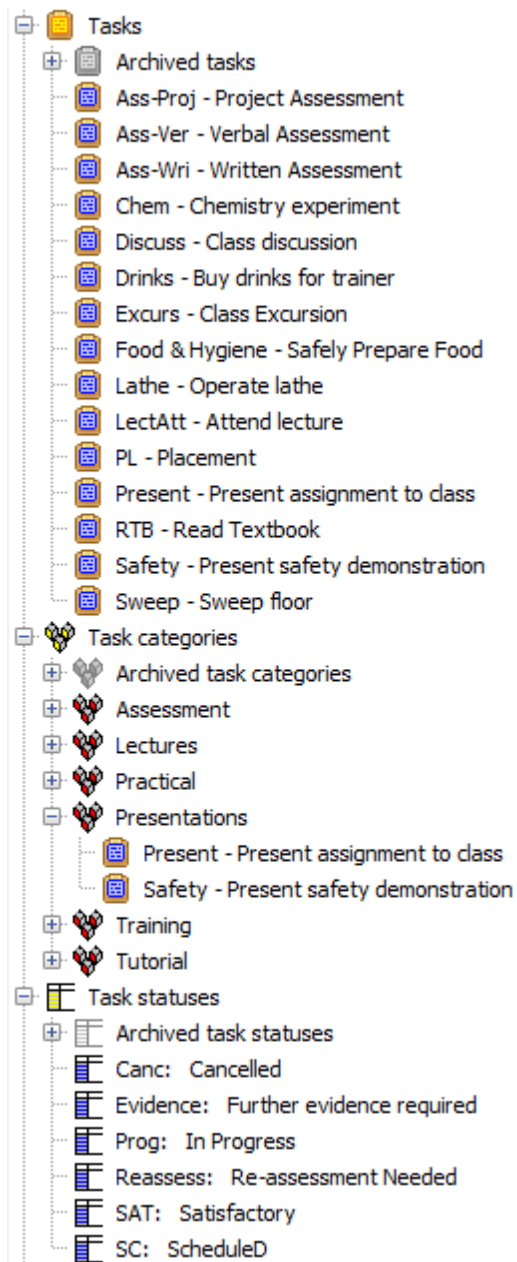 Tasks
Archived tasks
Ass-Proj - Project Assessment
Ass-Ver - Verbal Assessment
Ass-Wri - Written Assessment
Chem - Chemistry experiment
Discuss - Class discussion
Drinks - Buy drinks for trainer
Excurs - Class Excursion
Food & Hygiene - Safely Prepare Food
Lathe - Operate lathe
LectAtt - Attend lecture
PL - Placement
Present - Present assignment to class
RTB - Read Textbook
Safety - Present safety demonstration
Sweep - Sweep floor
Task categories
Archived task categories
Assessment
Lectures
Practical
Presentations
Present - Present assignment to class
Safety - Present safety demonstration
Training
Tutorial
Task statuses
Archived task statuses
Canc: Cancelled
Evidence: Further evidence required
Prog: In Progress
Reassess: Re-assessment Needed
SAT: Satisfactory
SC: ScheduleD